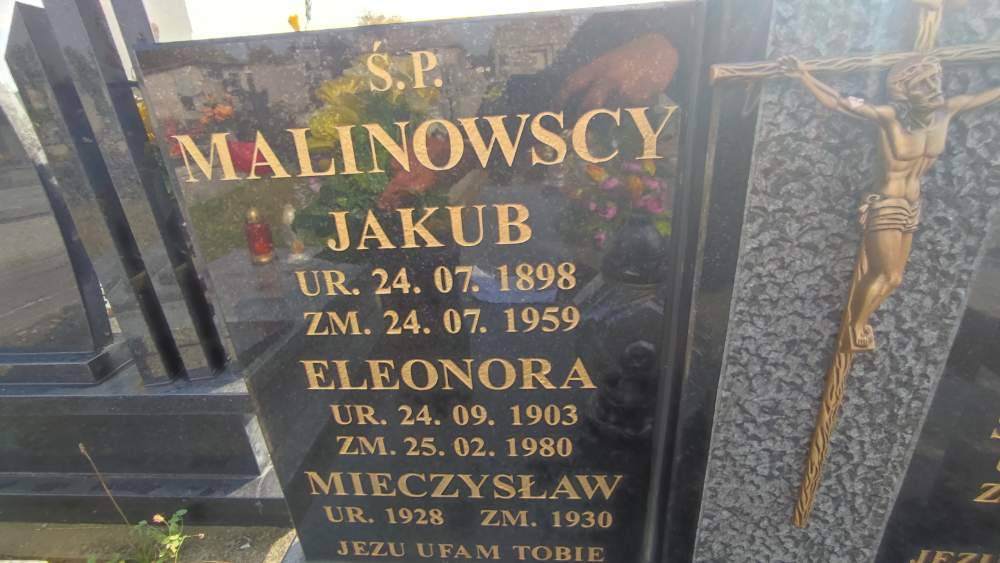 Ś.P.
MALINOWSCY
JAKUB
UR. 24. 07. 1898
ZM. 24. 07. 1959
ELEONORA
UR. 24. 09. 1903
ZM. 25. 02. 1980
MIECZYSŁAW
UR. 1928 ZM. 1930
JEZU UFAM TOBIE